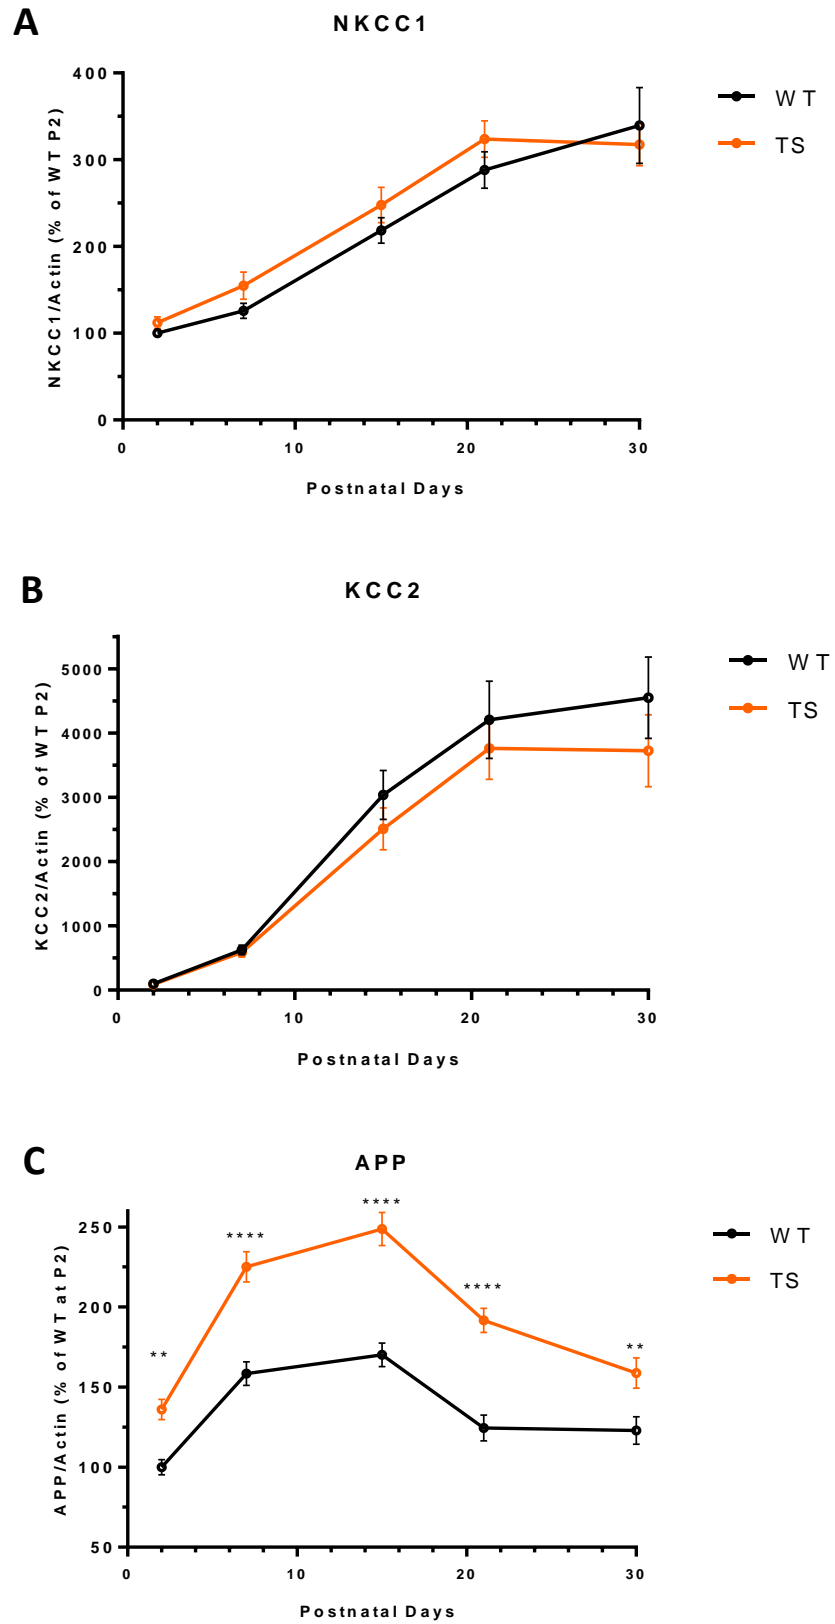 A
NKCC1
NKCC1/Actin (% of WT P2)
400
300
200
100
0
0 10 20 30
Postnatal Days
WT
TS
B
KCC2
KCC2/Actin (% of WT P2)
5000
4000
3000
2000
1000
0
0 10 20 30
Postnatal Days
WT
TS
C
APP
APP/Actin (% of WT at P2)
250
200
150
100
50
** **** **** **** **
0 10 20 30
Postnatal Days
WT
TS